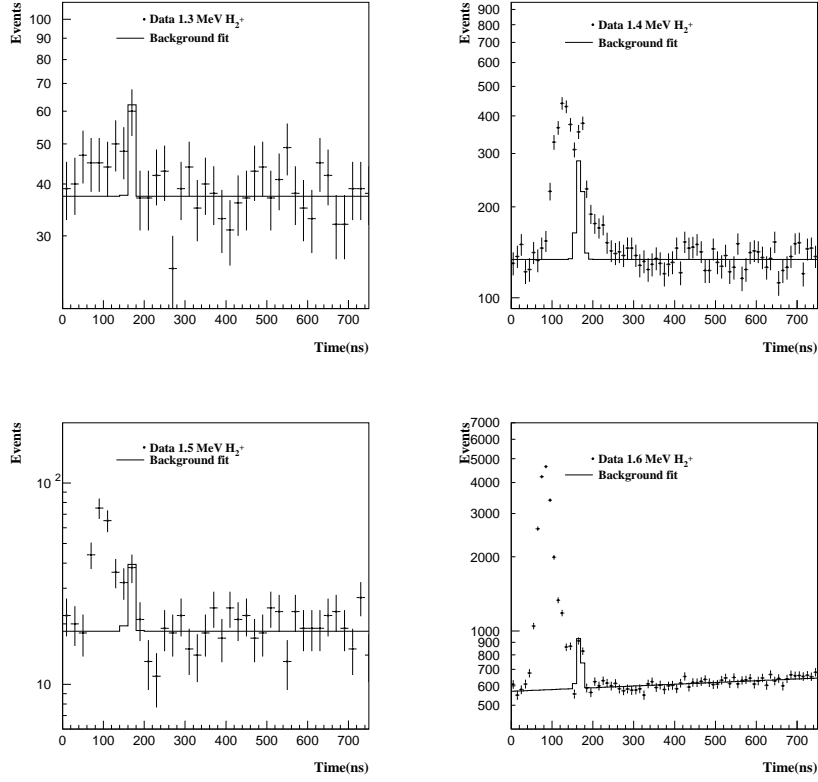 Events
100
90
80
70
60
50
40
30
Data 1.3 MeV H2+
Background fit
0 100 200 300 400 500 600 700
Time(ns)
Events
900
800
700
600
500
400
300
200
100
Data 1.4 MeV H2+
Background fit
0 100 200 300 400 500 600 700
Time(ns)
Events
10 2
10
Data 1.5 MeV H2+
Background fit
0 100 200 300 400 500 600 700
Time(ns)
Events
7000
5000
4000
3000
2000
1000
900
800
700
600
500
Data 1.6 MeV H2+
Background fit
0 100 200 300 400 500 600 700
Time(ns)